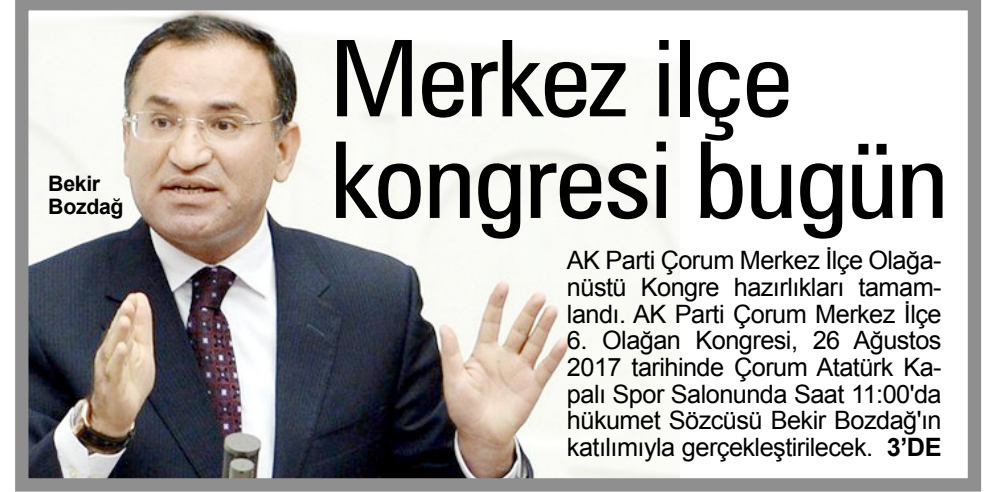 Merkez ilçe
kongresi bugün
Bekir
Bozdağ
AK Parti Çorum Merkez İlçe Olağa-
nüstü Kongre hazırlıkları tamam-
landı. AK Parti Çorum Merkez İlçe
6. Olağan Kongresi, 26 Ağustos
2017 tarihinde Çorum Atatürk Ka-
palı Spor Salonunda Saat 11:00'da
hükumet Sözcüsü Bekir Bozdağ'ın
katılımıyla gerçekleştirilecek. 3’DE